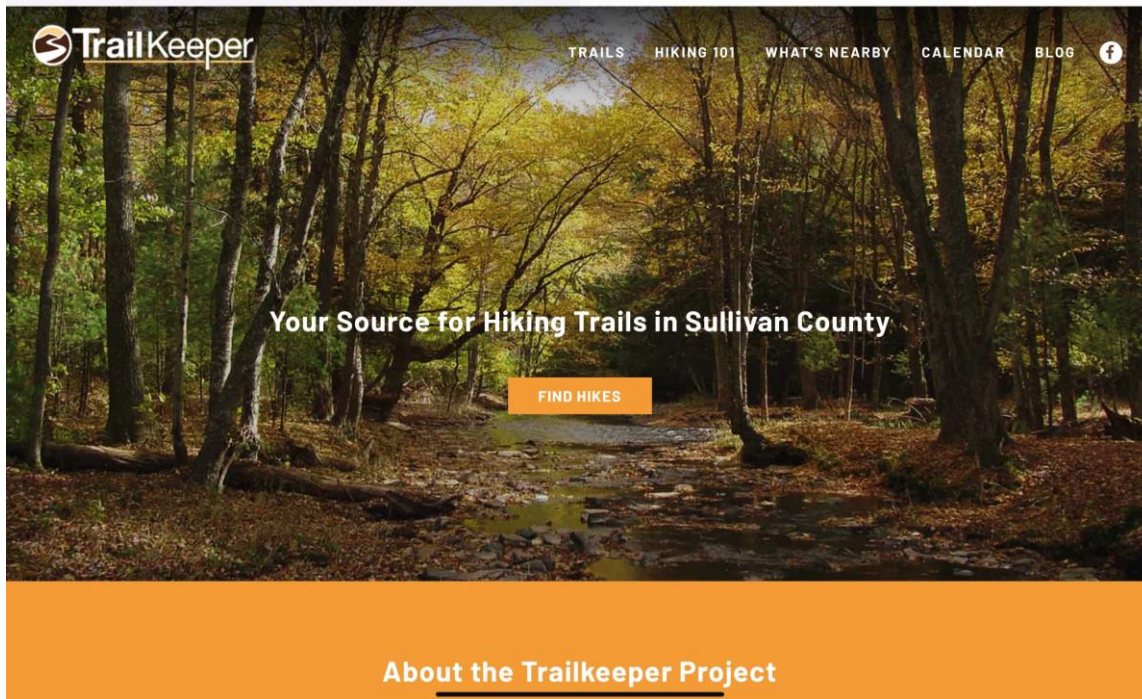 TrailKeeper
TRAILS HIKING 101 WHAT'S NEARBY CALENDAR BLOG f
Your Source for Hiking Trails in Sullivan County
FIND HIKES
About the Trailkeeper Project